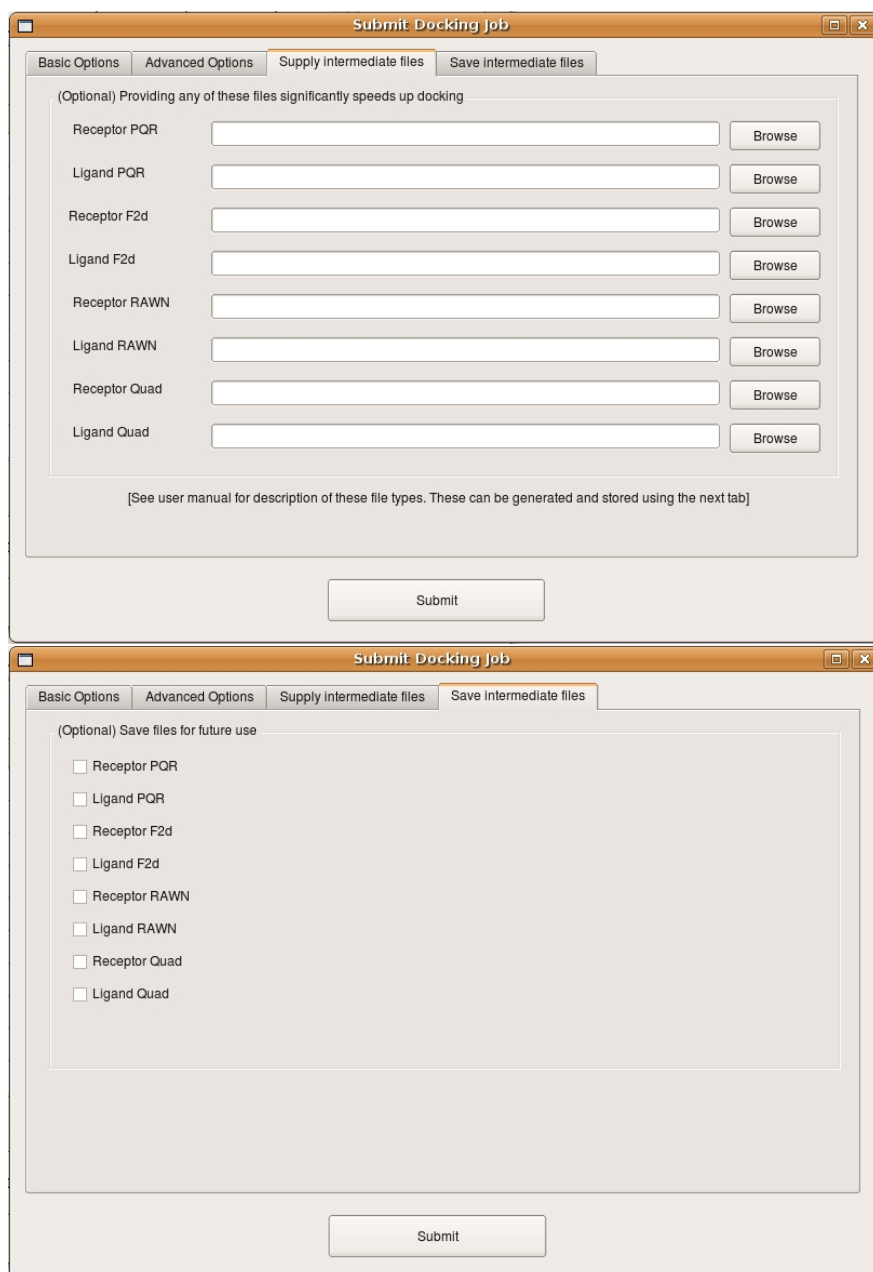 Submit Docking Job
Basic Options Advanced Options Supply intermediate files Save intermediate files
(Optional) Providing any of these files significantly speeds up docking
Receptor PQR Browse
Ligand PQR Browse
Receptor F2d Browse
Ligand F2d Browse
Receptor RAWN Browse
Ligand RAWN Browse
Receptor Quad Browse
Ligand Quad Browse
[See user manual for description of these file types. These can be generated and stored using the next tab]
Submit
Submit Docking Job
Basic Options Advanced Options Supply intermediate files Save intermediate files
(Optional) Save files for future use
Receptor PQR
Ligand PQR
Receptor F2d
Ligand F2d
Receptor RAWN
Ligand RAWN
Receptor Quad
Ligand Quad
Submit